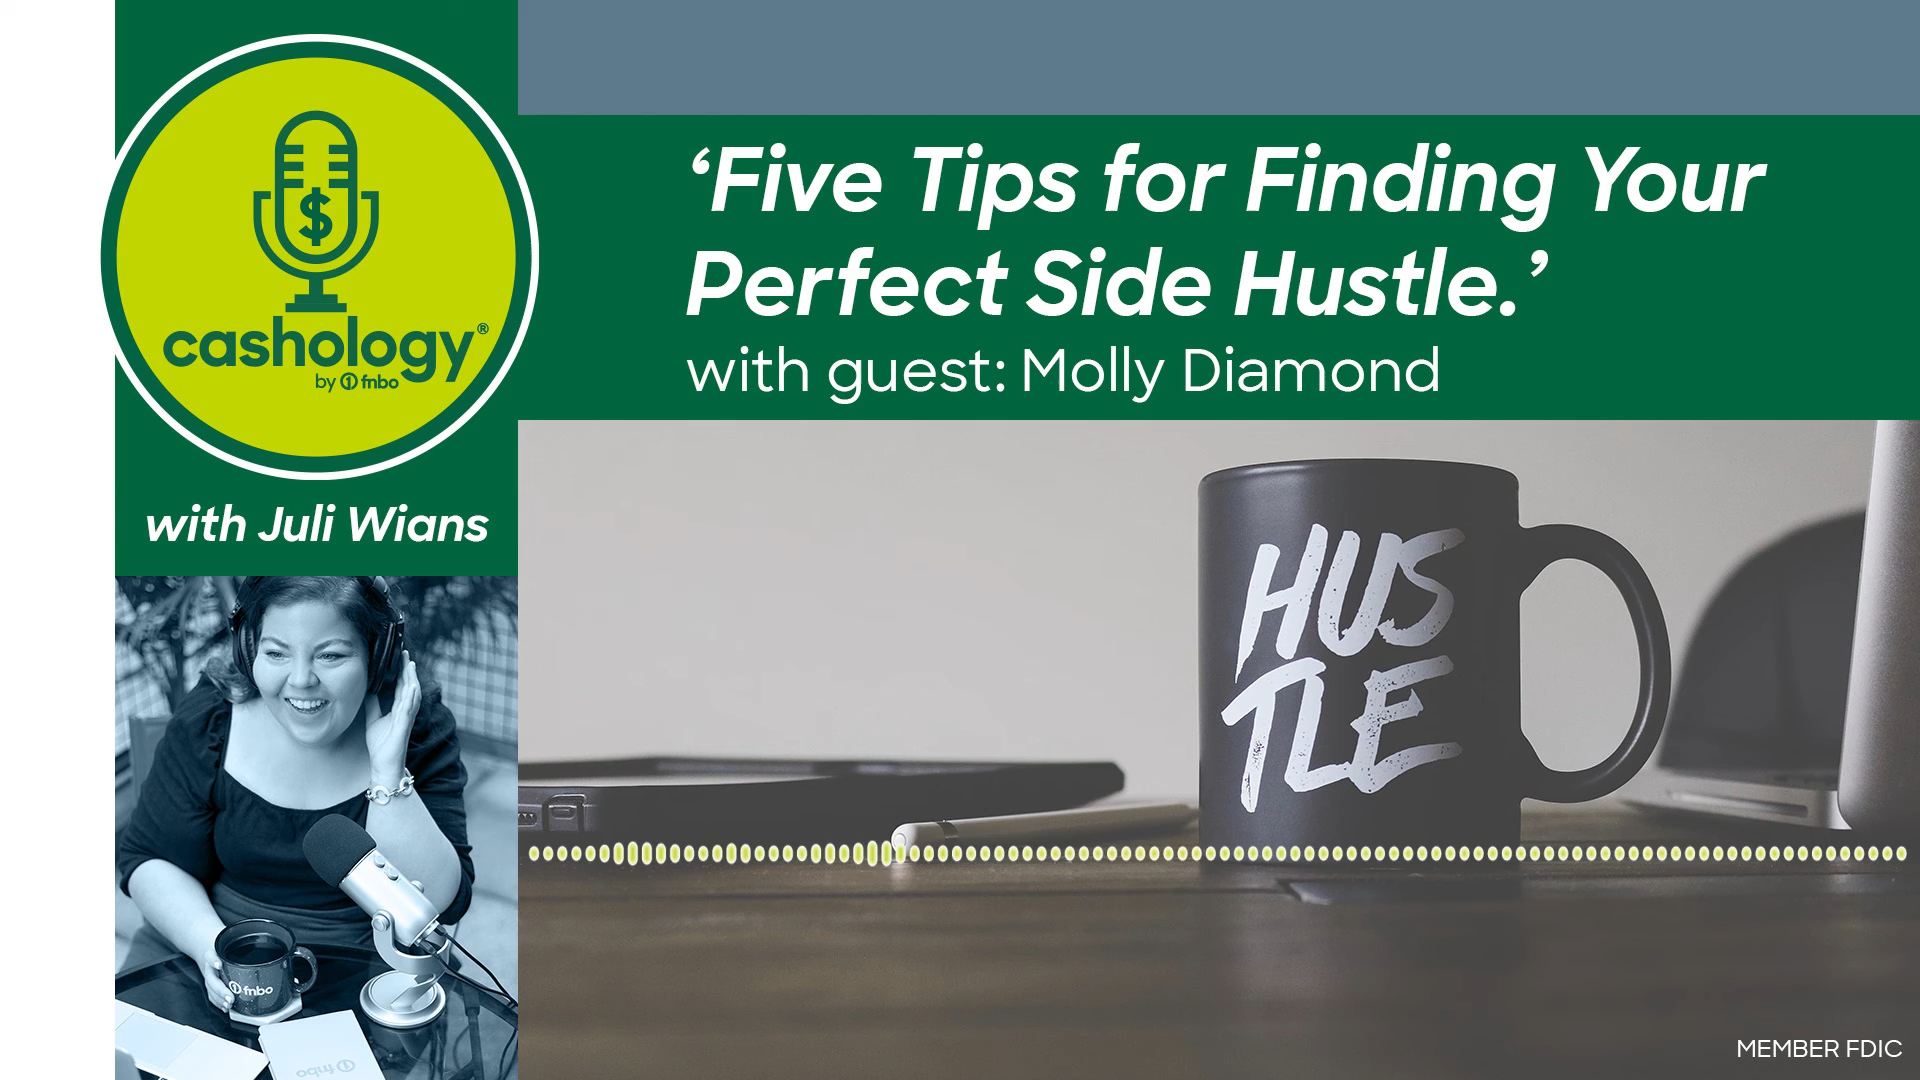 $
cashology®
by fnbo
with Juli Wians
‘Five Tips for Finding Your
Perfect Side Hustle.’
with guest: Molly Diamond
HUS
TLE
fnbo
fnbo
MEMBER FDIC